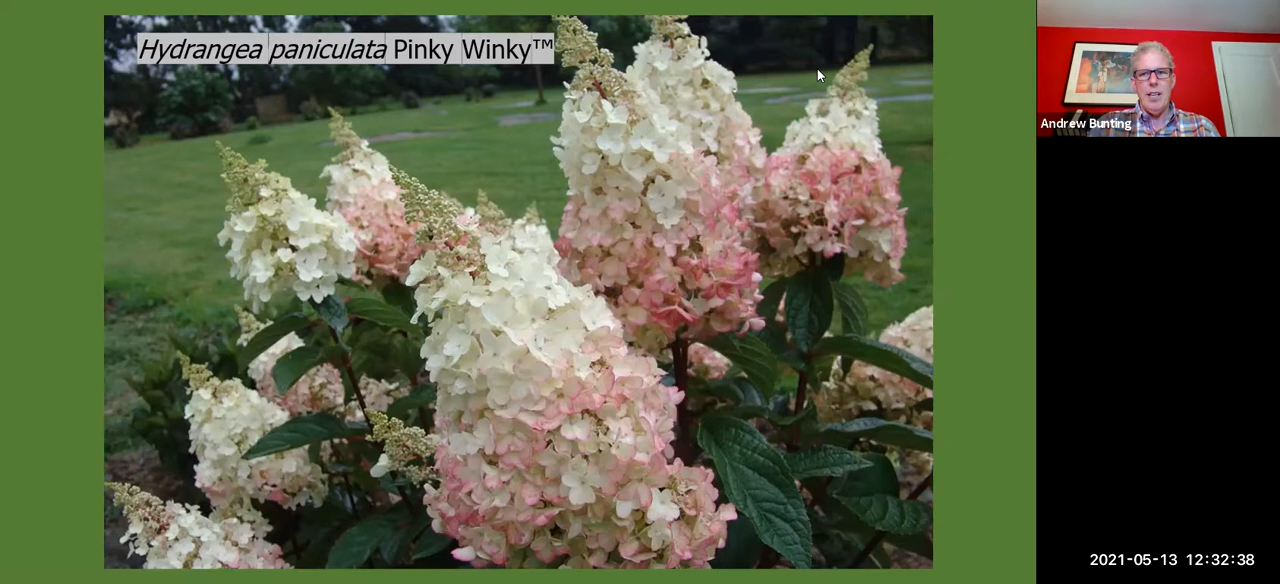 Hydrangea paniculata Pinky Winky™
Andrew Bunting
2021-05-13 12:32:38